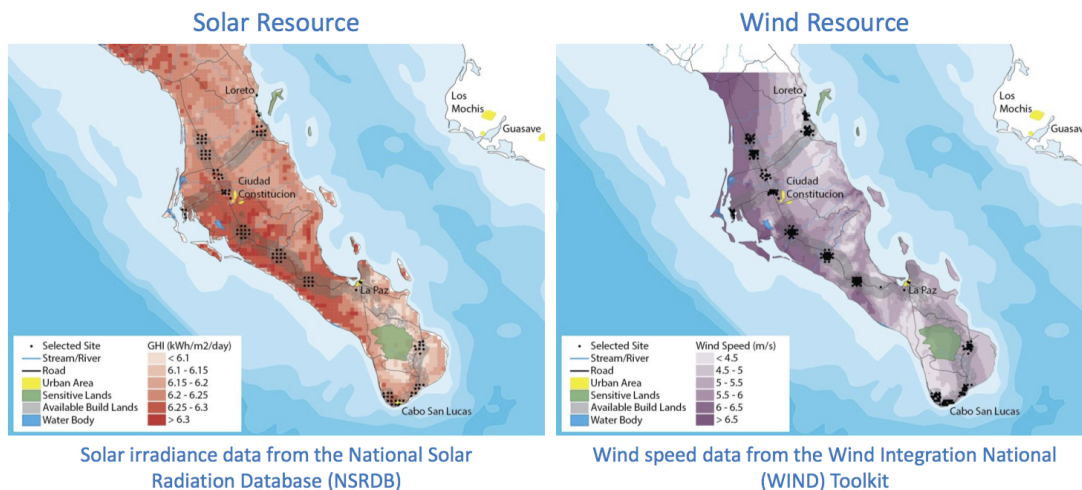 Solar Resource
Loreto
Los
Mochis
Guasave
Ciudad
Constitucion
La Paz
Cabo San Lucas
Selected Site
Stream/River
Road
Urban Area
Sensitive Lands
Available Build Lands
Water Body
GHI (kWh/m2/day)
< 6.1
6.1 - 6.15
6.15 - 6.2
6.2 - 6.25
6.25 - 6.3
> 6.3
Solar irradiance data from the National Solar
Radiation Database (NSRDB)
Wind Resource
Loreto
Los
Mochis
Guasave
Ciudad
Constitucion
La Paz
Cabo San Lucas
Selected Site
Stream/River
Road
Urban Area
Sensitive Lands
Available Build Lands
Water Body
Wind Speed (m/s)
< 4.5
4.5 - 5
5 - 5.5
5.5 - 6
6 - 6.5
> 6.5
Wind speed data from the Wind Integration National
(WIND) Toolkit